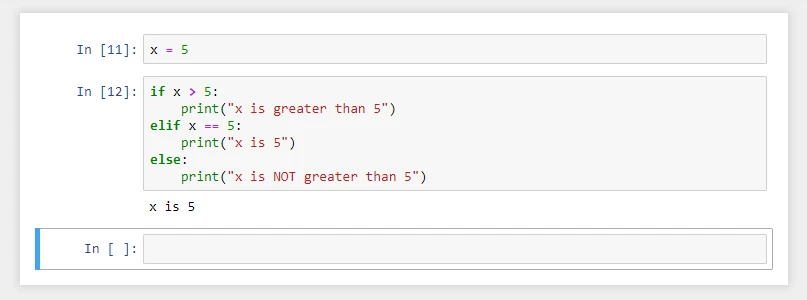 In [11]: x = 5
In [12]: if x > 5:
    print("x is greater than 5")
elif x == 5:
    print("x is 5")
else:
    print("x is NOT greater than 5")
x is 5
In [ ]: